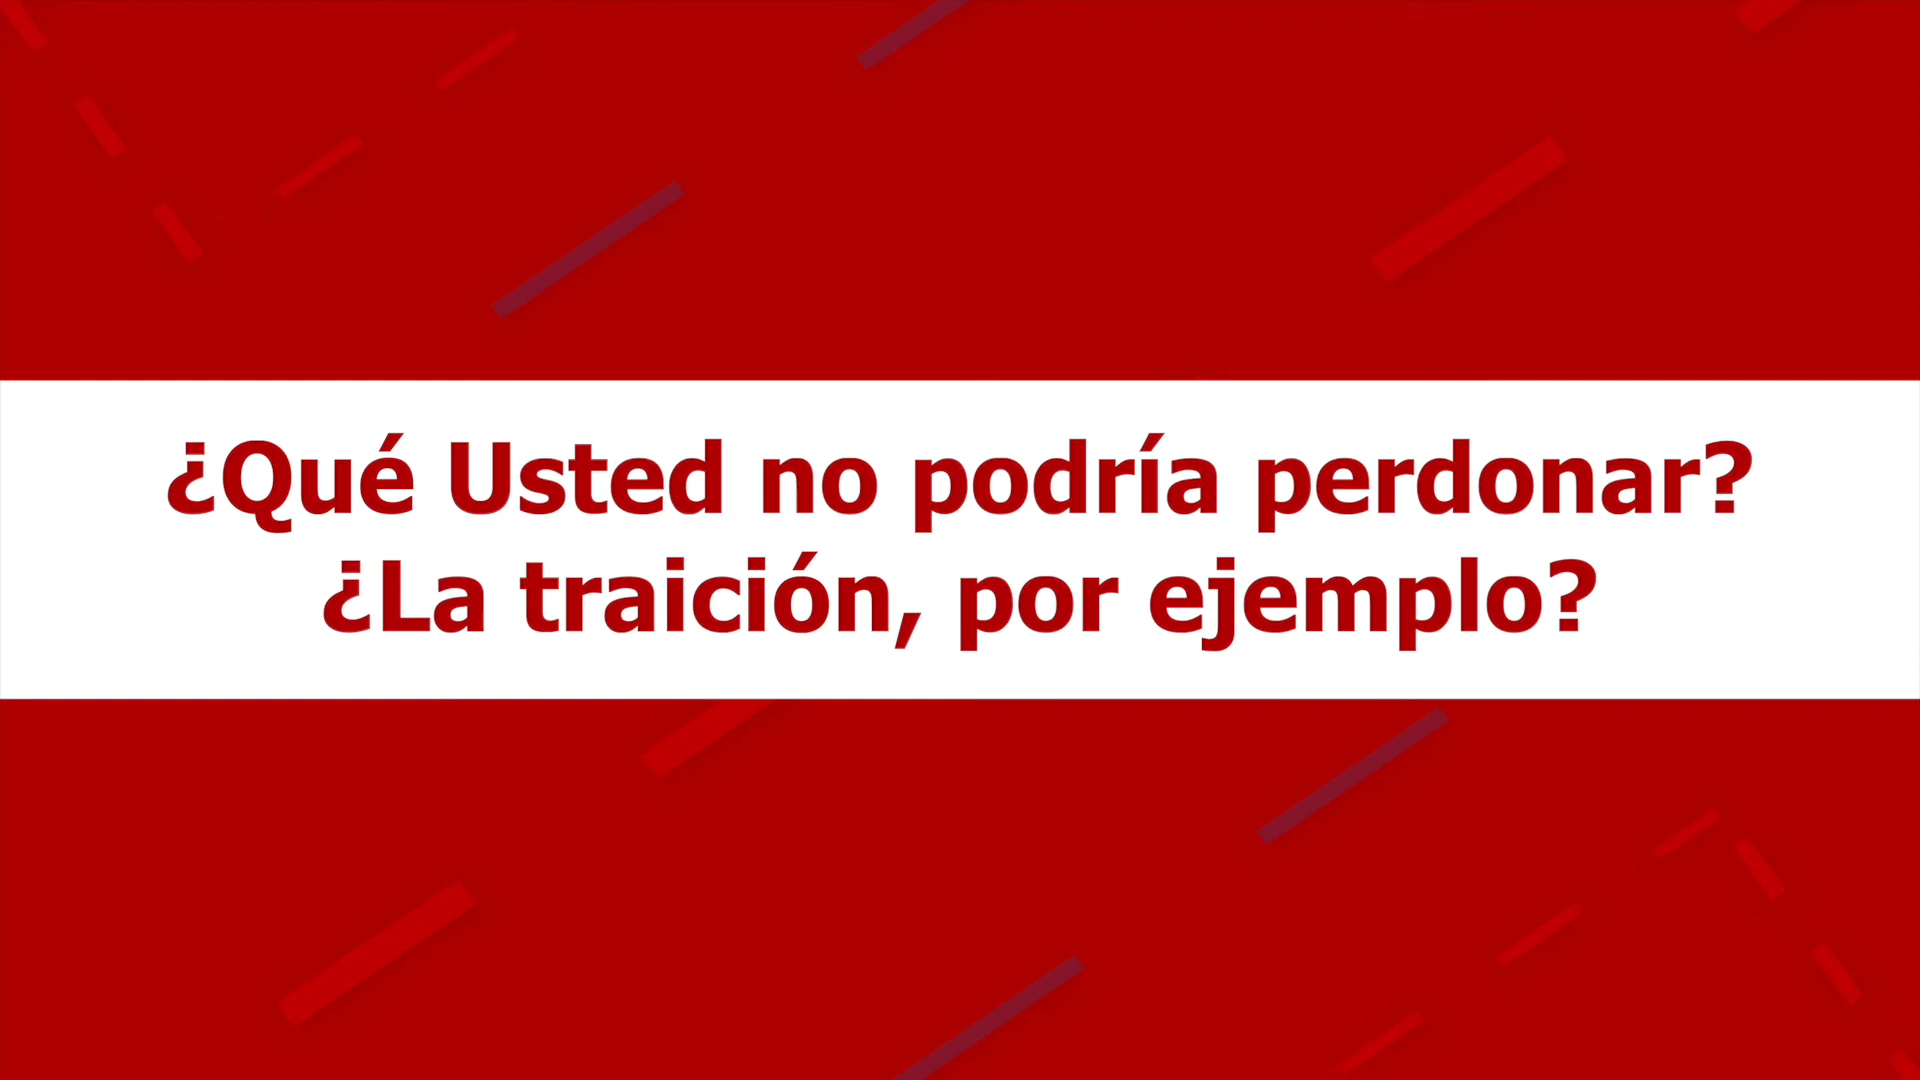 ¿Qué Usted no podría perdonar?
¿La traición, por ejemplo?